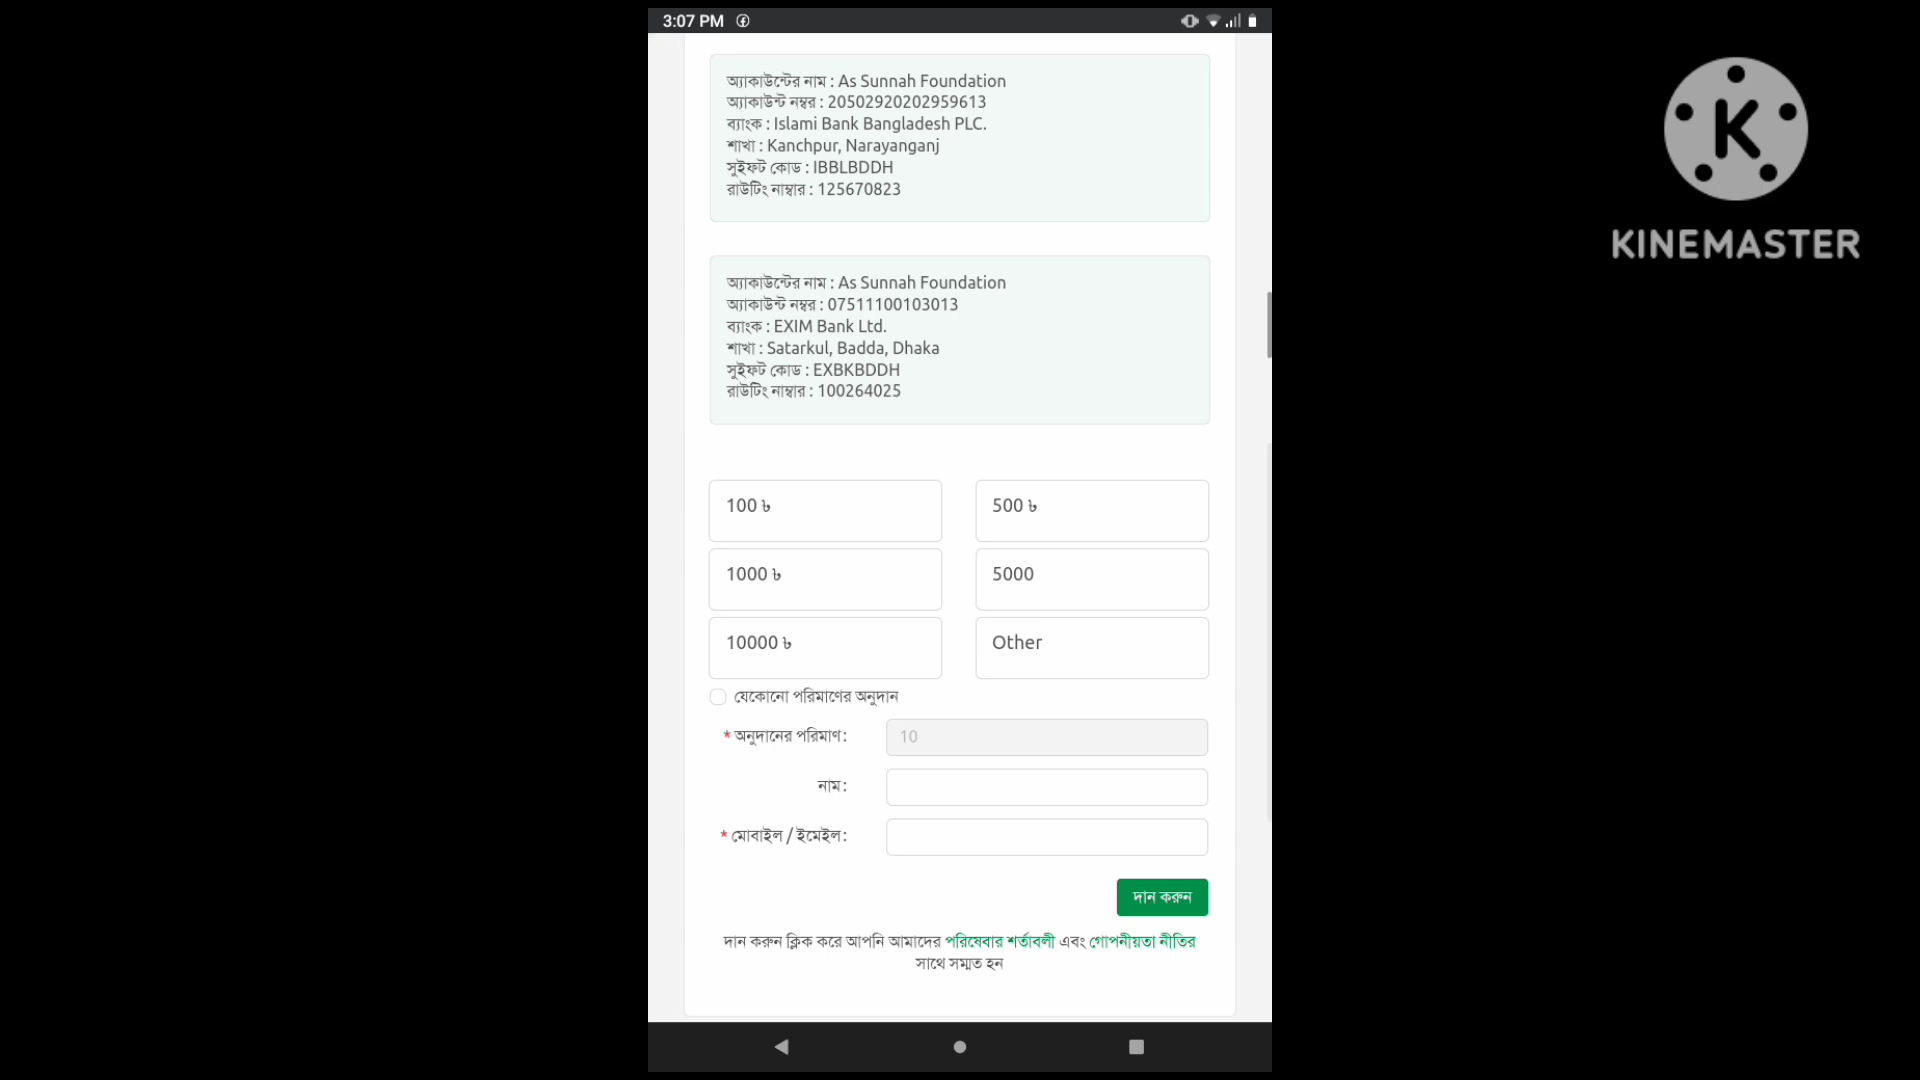 3:07 PM
অ্যাকাউন্টের নাম : As Sunnah Foundation
অ্যাকাউন্ট নম্বর : 20502920202959613
ব্যাংক : Islami Bank Bangladesh PLC.
শাখা : Kanchpur, Narayanganj
সুইফট কোড : IBBLBDDH
রাউটিং নাম্বার : 125670823
অ্যাকাউন্টের নাম : As Sunnah Foundation
অ্যাকাউন্ট নম্বর : 07511100103013
ব্যাংক : EXIM Bank Ltd.
শাখা : Satarkul, Badda, Dhaka
সুইফট কোড : EXBKBDDH
রাউটিং নাম্বার : 100264025
100 ৳
500 ৳
1000 ৳
5000
10000 ৳
Other
যেকোনো পরিমাণের অনুদান
* অনুদানের পরিমাণ:
10
নাম:
* মোবাইল / ইমেইল:
দান করুন
দান করুন ক্লিক করে আপনি আমাদের পরিষেবার শর্তাবলী এবং গোপনীয়তা নীতির
সাথে সম্মত হন
K
KINEMASTER